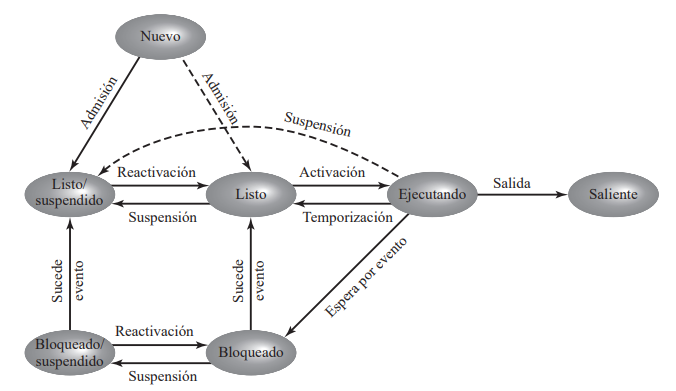 Nuevo
Admisión
Admisión
Suspensión
Listo/
suspendido
Reactivación
Suspensión
Listo
Activación
Temporización
Ejecutando
Salida
Saliente
Sucede
evento
Sucede
evento
Espera por evento
Bloqueado/
suspendido
Reactivación
Suspensión
Bloqueado